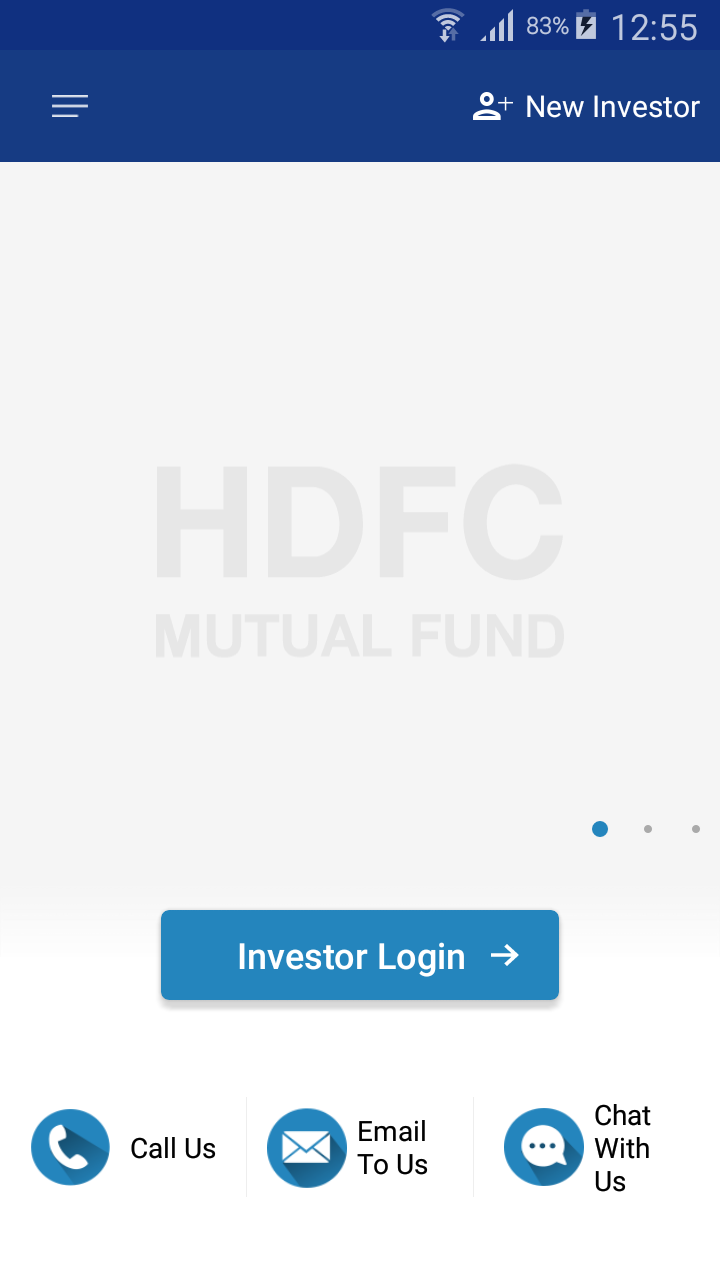 83% 12:55
New Investor
HDFC
MUTUAL FUND
Investor Login
Call Us
Email
To Us
Chat
With
Us